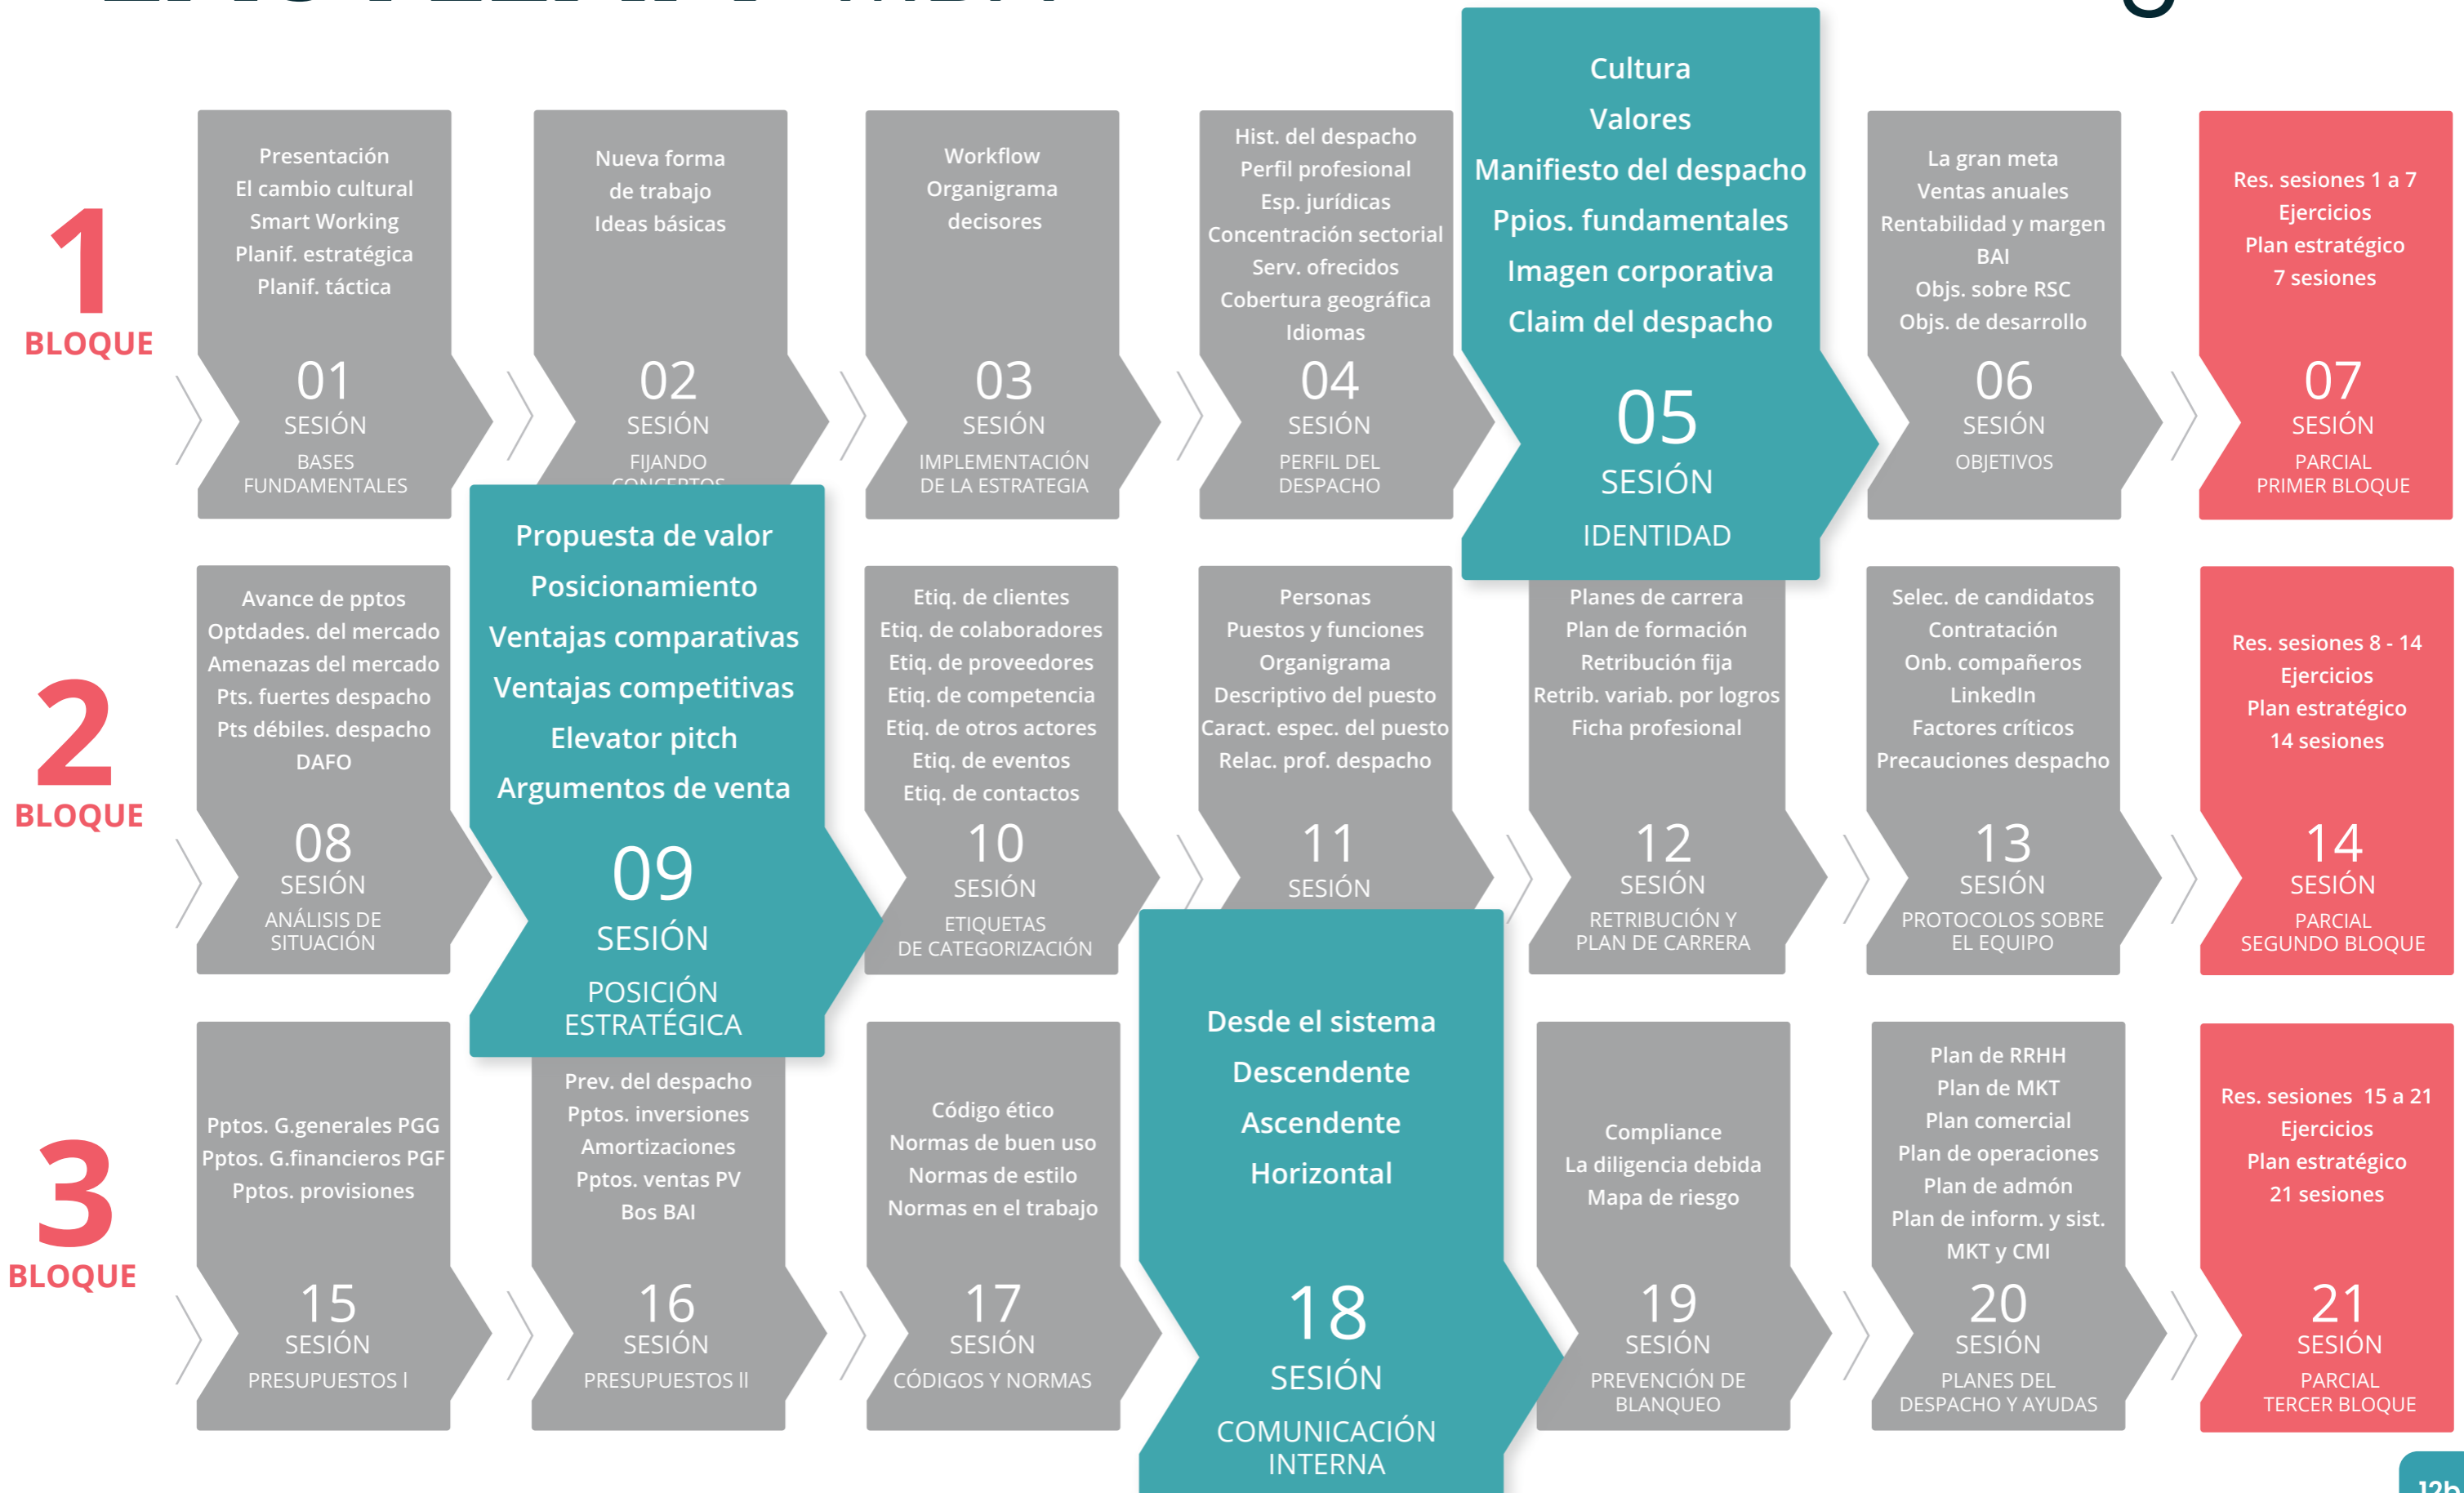 1
BLOQUE
Presentación
El cambio cultural
Smart Working
Planif. estratégica
Planif. táctica
01
SESIÓN
BASES
FUNDAMENTALES
Nueva forma
de trabajo
Ideas básicas
02
SESIÓN
FIJANDO
CONCEPTOS
Workflow
Organigrama
decisores
03
SESIÓN
IMPLEMENTACIÓN
DE LA ESTRATEGIA
Hist. del despacho
Perfil profesional
Esp. jurídicas
Concentración sectorial
Serv. ofrecidos
Cobertura geográfica
Idiomas
04
SESIÓN
PERFIL DEL
DESPACHO
Cultura
Valores
Manifiesto del despacho
Ppios. fundamentales
Imagen corporativa
Claim del despacho
05
SESIÓN
IDENTIDAD
La gran meta
Ventas anuales
Rentabilidad y margen
BAI
Objs. sobre RSC
Objs. de desarrollo
06
SESIÓN
OBJETIVOS
Res. sesiones 1 a 7
Ejercicios
Plan estratégico
7 sesiones
07
SESIÓN
PARCIAL
PRIMER BLOQUE
2
BLOQUE
Avance de pptos
Optdades. del mercado
Amenazas del mercado
Pts. fuertes despacho
Pts débiles. despacho
DAFO
08
SESIÓN
ANÁLISIS DE
SITUACIÓN
Propuesta de valor
Posicionamiento
Ventajas comparativas
Ventajas competitivas
Elevator pitch
Argumentos de venta
09
SESIÓN
POSICIÓN
ESTRATÉGICA
Etiq. de clientes
Etiq. de colaboradores
Etiq. de proveedores
Etiq. de competencia
Etiq. de otros actores
Etiq. de eventos
Etiq. de contactos
10
SESIÓN
ETIQUETAS
DE CATEGORIZACIÓN
Personas
Puestos y funciones
Organigrama
Descriptivo del puesto
Caract. espec. del puesto
Relac. prof. despacho
11
SESIÓN
Planes de carrera
Plan de formación
Retribución fija
Retrib. variab. por logros
Ficha profesional
12
SESIÓN
RETRIBUCIÓN Y
PLAN DE CARRERA
Selec. de candidatos
Contratación
Onb. compañeros
LinkedIn
Factores críticos
Precauciones despacho
13
SESIÓN
PROTOCOLOS SOBRE
EL EQUIPO
Res. sesiones 8 - 14
Ejercicios
Plan estratégico
14 sesiones
14
SESIÓN
PARCIAL
SEGUNDO BLOQUE
3
BLOQUE
Pptos. G.generales PGG
Pptos. G.financieros PGF
Pptos. provisiones
15
SESIÓN
PRESUPUESTOS I
Prev. del despacho
Pptos. inversiones
Amortizaciones
Pptos. ventas PV
Bos BAI
16
SESIÓN
PRESUPUESTOS II
Código ético
Normas de buen uso
Normas de estilo
Normas en el trabajo
17
SESIÓN
CÓDIGOS Y NORMAS
Desde el sistema
Descendente
Ascendente
Horizontal
18
SESIÓN
COMUNICACIÓN
INTERNA
Compliance
La diligencia debida
Mapa de riesgo
19
SESIÓN
PREVENCIÓN DE
BLANQUEO
Plan de RRHH
Plan de MKT
Plan comercial
Plan de operaciones
Plan de admón
Plan de inform. y sist.
MKT y CMI
20
SESIÓN
PLANES DEL
DESPACHO Y AYUDAS
Res. sesiones 15 a 21
Ejercicios
Plan estratégico
21 sesiones
21
SESIÓN
PARCIAL
TERCER BLOQUE